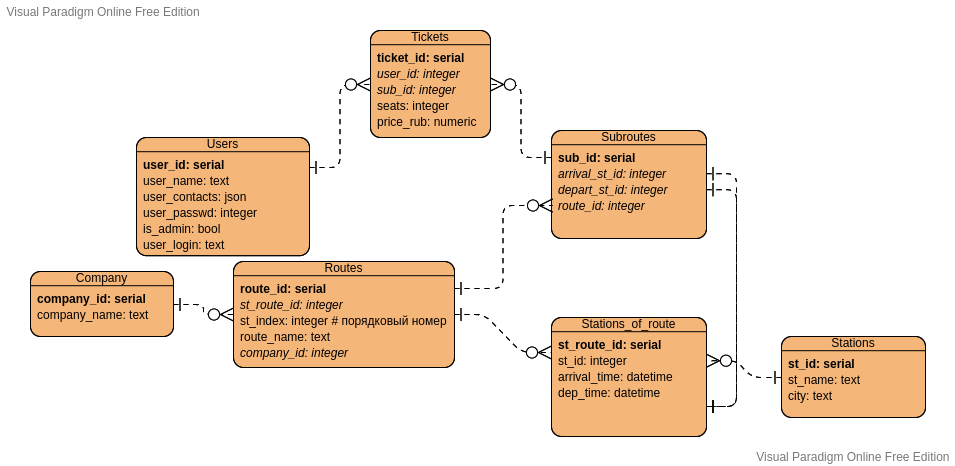 Visual Paradigm Online Free Edition
Tickets
ticket_id: serial
user_id: integer
sub_id: integer
seats: integer
price_rub: numeric
Users
user_id: serial
user_name: text
user_contacts: json
user_passwd: integer
is_admin: bool
user_login: text
Subroutes
sub_id: serial
arrival_st_id: integer
depart_st_id: integer
route_id: integer
Company
company_id: serial
company_name: text
Routes
route_id: serial
st_route_id: integer
st_index: integer # порядковый номер
route_name: text
company_id: integer
Stations_of_route
st_route_id: serial
st_id: integer
arrival_time: datetime
dep_time: datetime
Stations
st_id: serial
st_name: text
city: text
Visual Paradigm Online Free Edition